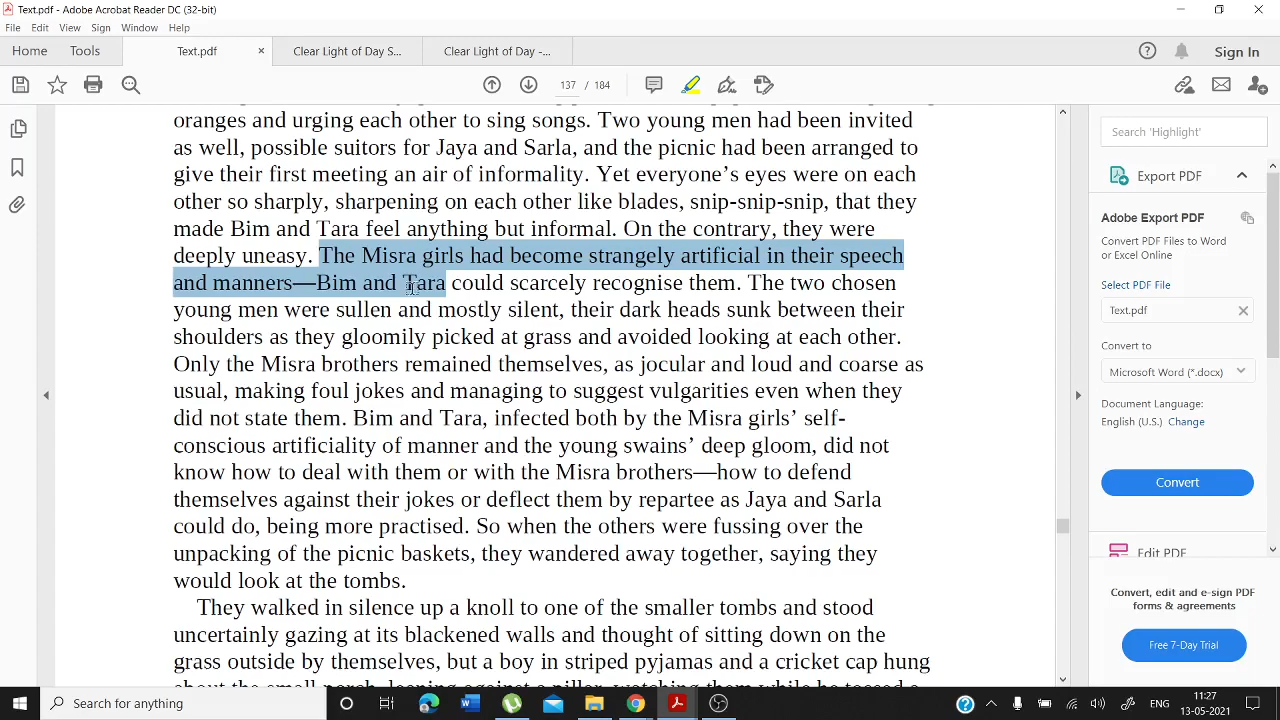 Text.pdf - Adobe Acrobat Reader DC (32-bit)
File Edit View Sign Window Help
Home Tools Text.pdf × Clear Light of Day S... Clear Light of Day -... Sign In
137 / 184
oranges and urging each other to sing songs. Two young men had been invited
as well, possible suitors for Jaya and Sarla, and the picnic had been arranged to
give their first meeting an air of informality. Yet everyone’s eyes were on each
other so sharply, sharpening on each other like blades, snip-snip-snip, that they
made Bim and Tara feel anything but informal. On the contrary, they were
deeply uneasy. The Misra girls had become strangely artificial in their speech
and manners—Bim and Tara could scarcely recognise them. The two chosen
young men were sullen and mostly silent, their dark heads sunk between their
shoulders as they gloomily picked at grass and avoided looking at each other.
Only the Misra brothers remained themselves, as jocular and loud and coarse as
usual, making foul jokes and managing to suggest vulgarities even when they
did not state them. Bim and Tara, infected both by the Misra girls’ self-
conscious artificiality of manner and the young swains’ deep gloom, did not
know how to deal with them or with the Misra brothers—how to defend
themselves against their jokes or deflect them by repartee as Jaya and Sarla
could do, being more practised. So when the others were fussing over the
unpacking of the picnic baskets, they wandered away together, saying they
would look at the tombs.
They walked in silence up a knoll to one of the smaller tombs and stood
uncertainly gazing at its blackened walls and thought of sitting down on the
grass outside by themselves, but a boy in striped pyjamas and a cricket cap hung
Search 'Highlight'
Export PDF
Adobe Export PDF
Convert PDF Files to Word
or Excel Online
Select PDF File
Text.pdf
Convert to
Microsoft Word (*.docx)
Document Language:
English (U.S.) Change
Convert
Edit PDF
Convert, edit and e-sign PDF
forms & agreements
Free 7-Day Trial
Search for anything
ENG
11:27
13-05-2021